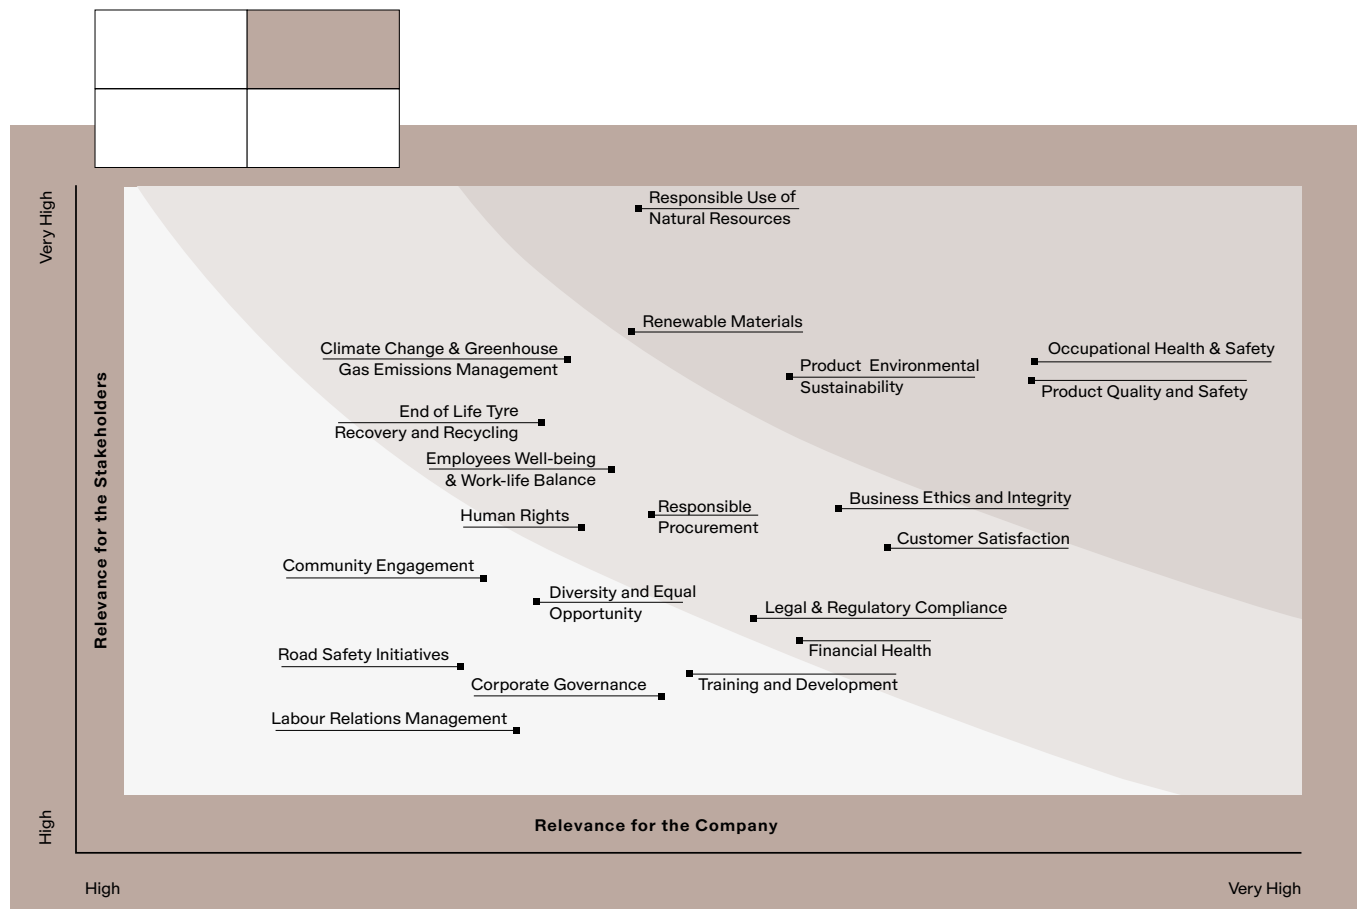 Very High
Relevance for the Stakeholders
High
Responsible Use of
Natural Resources
Renewable Materials
Climate Change & Greenhouse
Gas Emissions Management
Occupational Health & Safety
Product Environmental
Sustainability
Product Quality and Safety
End of Life Tyre
Recovery and Recycling
Employees Well-being
& Work-life Balance
Business Ethics and Integrity
Responsible
Procurement
Human Rights
Customer Satisfaction
Community Engagement
Diversity and Equal
Opportunity
Legal & Regulatory Compliance
Financial Health
Road Safety Initiatives
Corporate Governance
Training and Development
Labour Relations Management
Relevance for the Company
High
Very High